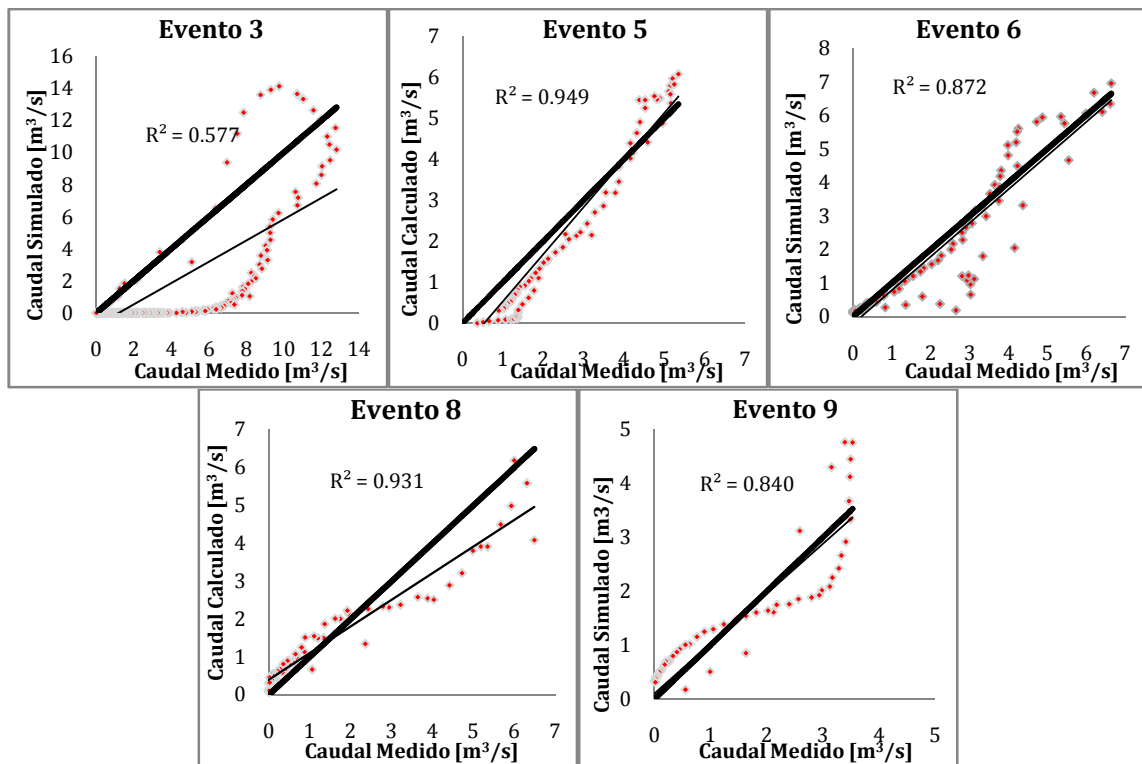 Evento 3
Caudal Simulado [m³/s]
16
14
12
10
8
6
4
2
0
R² = 0.577
0 2 4 6 8 10 12 14
Caudal Medido [m³/s]
Evento 5
Caudal Calculado [m³/s]
7
6
5
4
3
2
1
0
R² = 0.949
0 1 2 3 4 5 6 7
Caudal Medido [m³/s]
Evento 6
Caudal Simulado [m³/s]
8
7
6
5
4
3
2
1
0
R² = 0.872
0 1 2 3 4 5 6 7
Caudal Medido [m³/s]
Evento 8
Caudal Calculado [m³/s]
7
6
5
4
3
2
1
0
R² = 0.931
0 1 2 3 4 5 6 7
Caudal Medido [m³/s]
Evento 9
Caudal Simulado [m3/s]
5
4
3
2
1
0
R² = 0.840
0 1 2 3 4 5
Caudal Medido [m³/s]